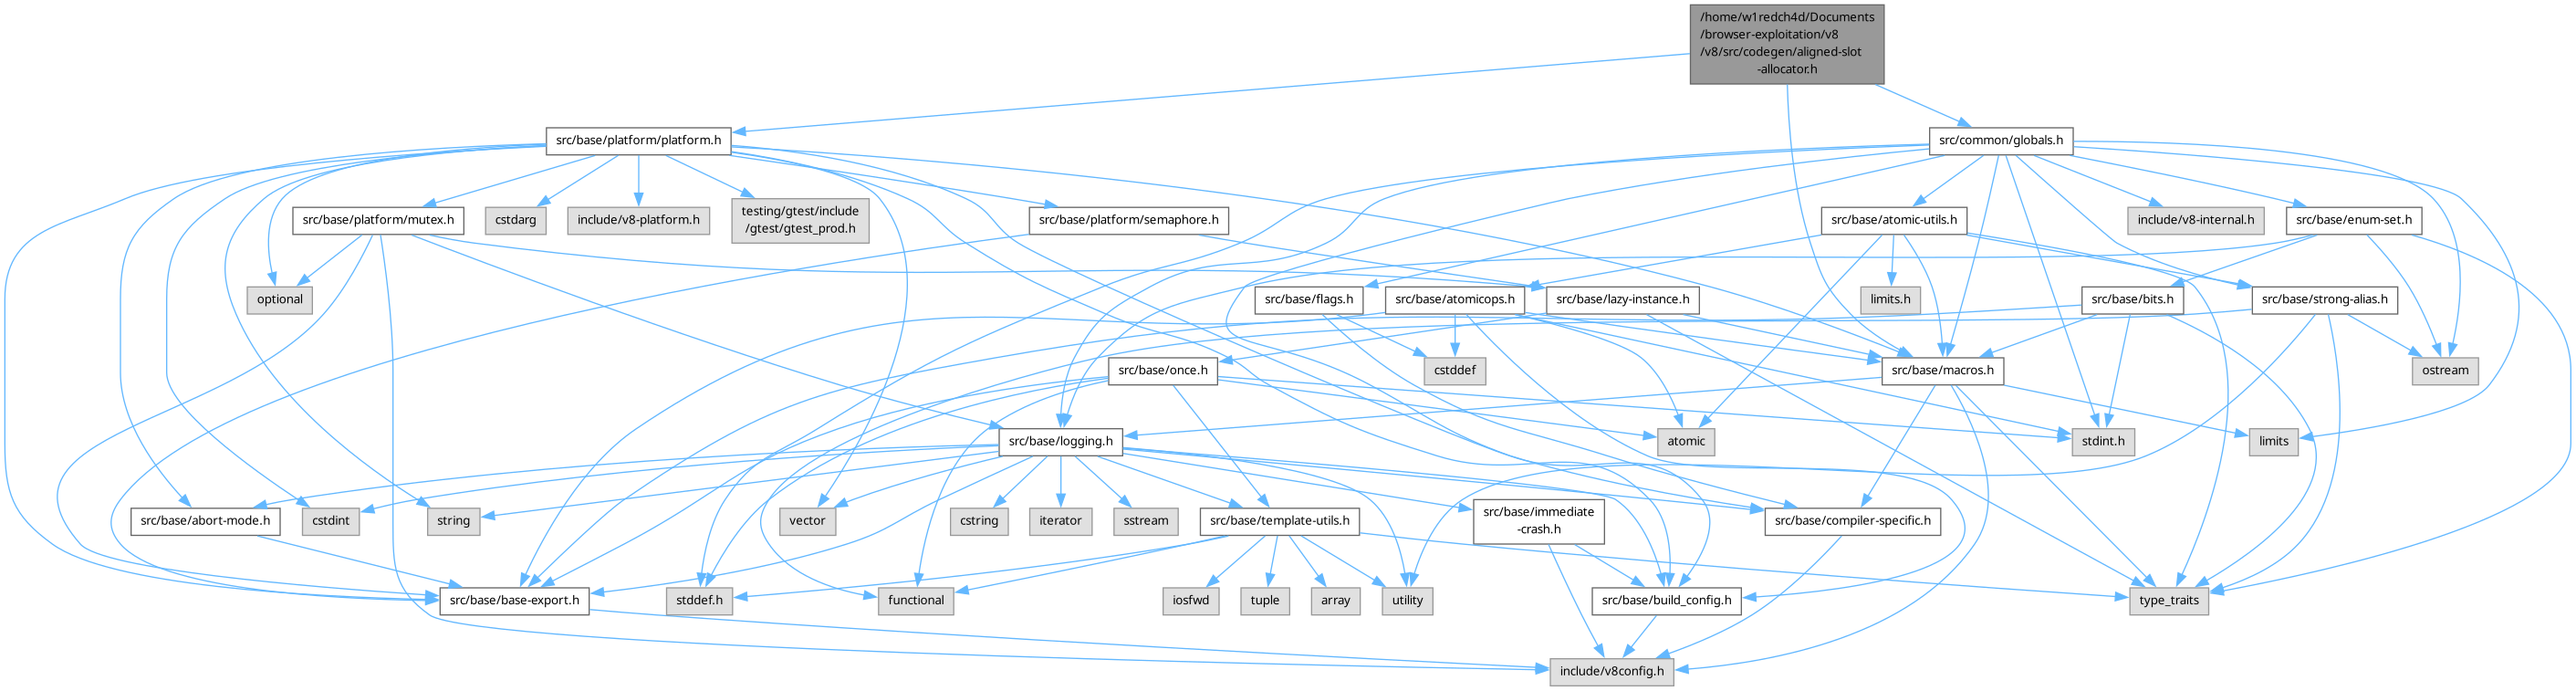 /home/w1redch4d/Documents
/browser-exploitation/v8
/v8/src/codegen/aligned-slot
-allocator.h
src/base/platform/platform.h
src/common/globals.h
src/base/platform/mutex.h
cstdarg
include/v8-platform.h
testing/gtest/include
/gtest/gtest_prod.h
src/base/platform/semaphore.h
src/base/atomic-utils.h
include/v8-internal.h
src/base/enum-set.h
optional
src/base/flags.h
src/base/atomicops.h
src/base/lazy-instance.h
limits.h
src/base/bits.h
src/base/strong-alias.h
src/base/once.h
cstddef
src/base/macros.h
ostream
src/base/logging.h
atomic
stdint.h
limits
src/base/abort-mode.h
cstdint
string
vector
cstring
iterator
sstream
src/base/template-utils.h
src/base/immediate
-crash.h
src/base/compiler-specific.h
src/base/base-export.h
stddef.h
functional
iosfwd
tuple
array
utility
src/base/build_config.h
type_traits
include/v8config.h